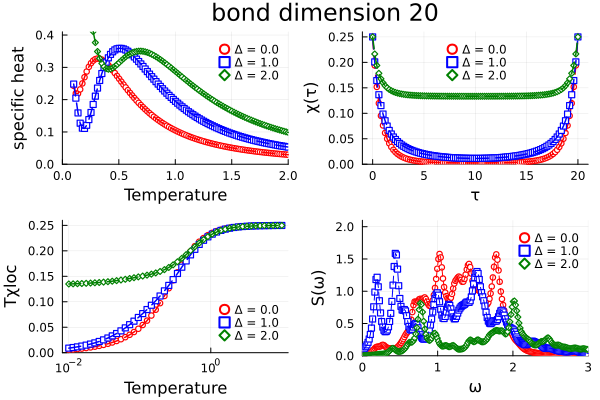 bond dimension 20
specific heat
0.4
0.3
0.2
0.1
0.0
0.0 0.5 1.0 1.5 2.0
Temperature
Δ = 0.0
Δ = 1.0
Δ = 2.0
χ(τ)
0.25
0.20
0.15
0.10
0.05
0.00
0 5 10 15 20
τ
Δ = 0.0
Δ = 1.0
Δ = 2.0
Tχloc
0.25
0.20
0.15
0.10
0.05
0.00
10⁻² 10⁰
Temperature
Δ = 0.0
Δ = 1.0
Δ = 2.0
S(ω)
2.0
1.5
1.0
0.5
0.0
0 1 2 3
ω
Δ = 0.0
Δ = 1.0
Δ = 2.0